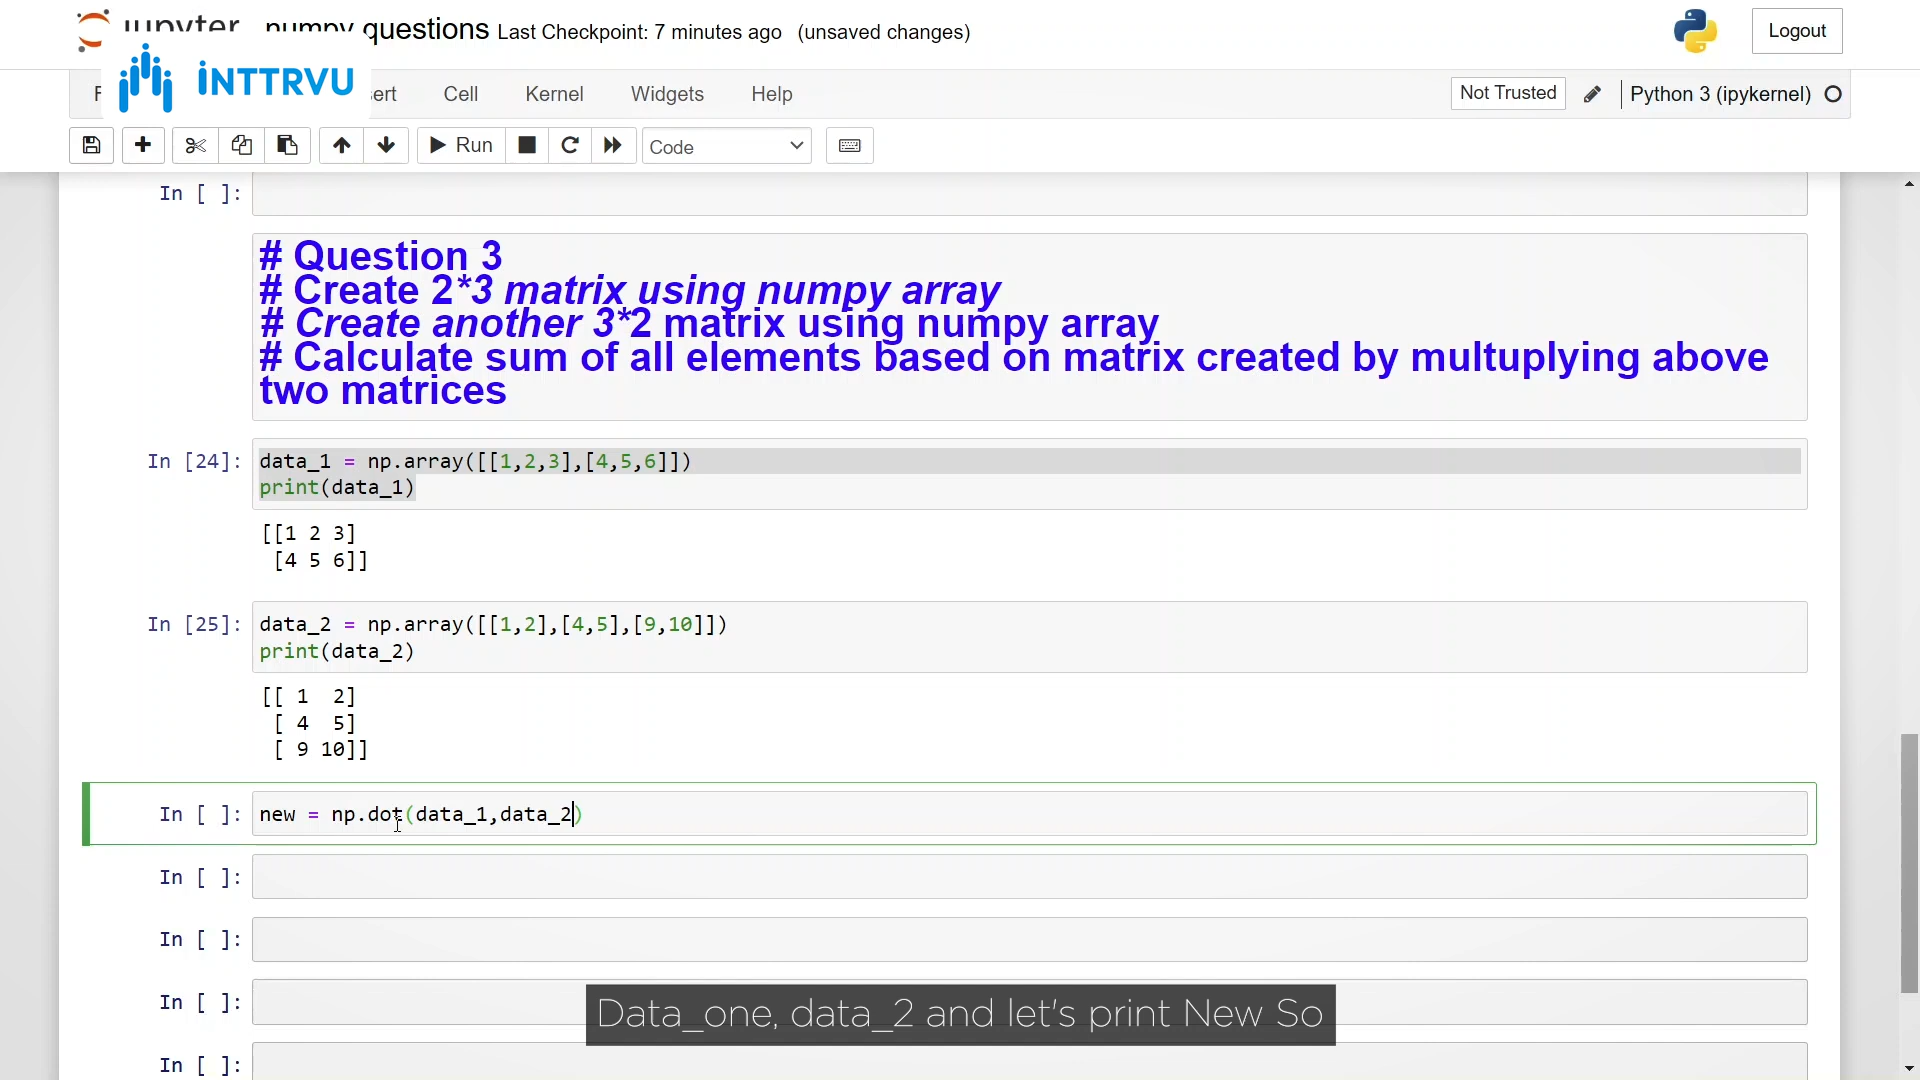 numpy questions Last Checkpoint: 7 minutes ago (unsaved changes)
Logout
INTTRVU
Cell Kernel Widgets Help
Not Trusted
Python 3 (ipykernel)
Run
Code
In [ ]:
# Question 3
# Create 2*3 matrix using numpy array
# Create another 3*2 matrix using numpy array
# Calculate sum of all elements based on matrix created by multuplying above
two matrices
In [24]: data_1 = np.array([[1,2,3],[4,5,6]])
print(data_1)
[[1 2 3]
[4 5 6]]
In [25]: data_2 = np.array([[1,2],[4,5],[9,10]])
print(data_2)
[[ 1 2]
[ 4 5]
[ 9 10]]
In [ ]: new = np.dot(data_1,data_2)
In [ ]:
In [ ]:
In [ ]:
Data_one, data_2 and let's print New So
In [ ]: